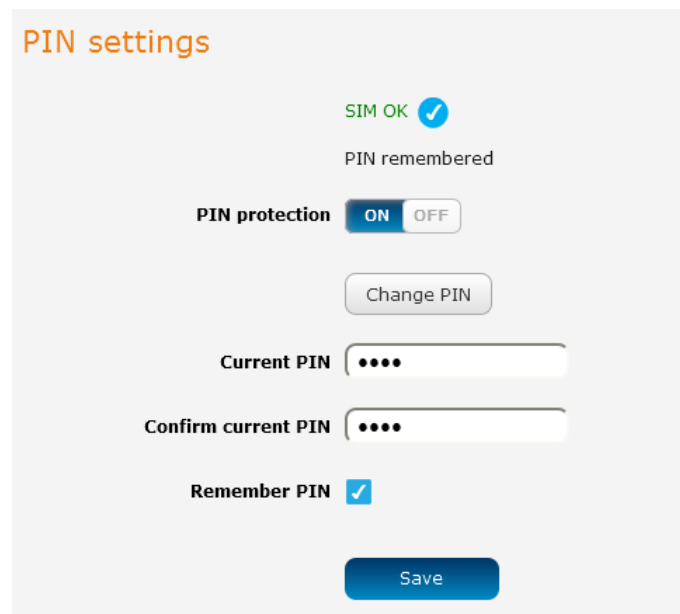 PIN settings
SIM OK
PIN remembered
PIN protection ON OFF
Change PIN
Current PIN ••••
Confirm current PIN ••••
Remember PIN
Save